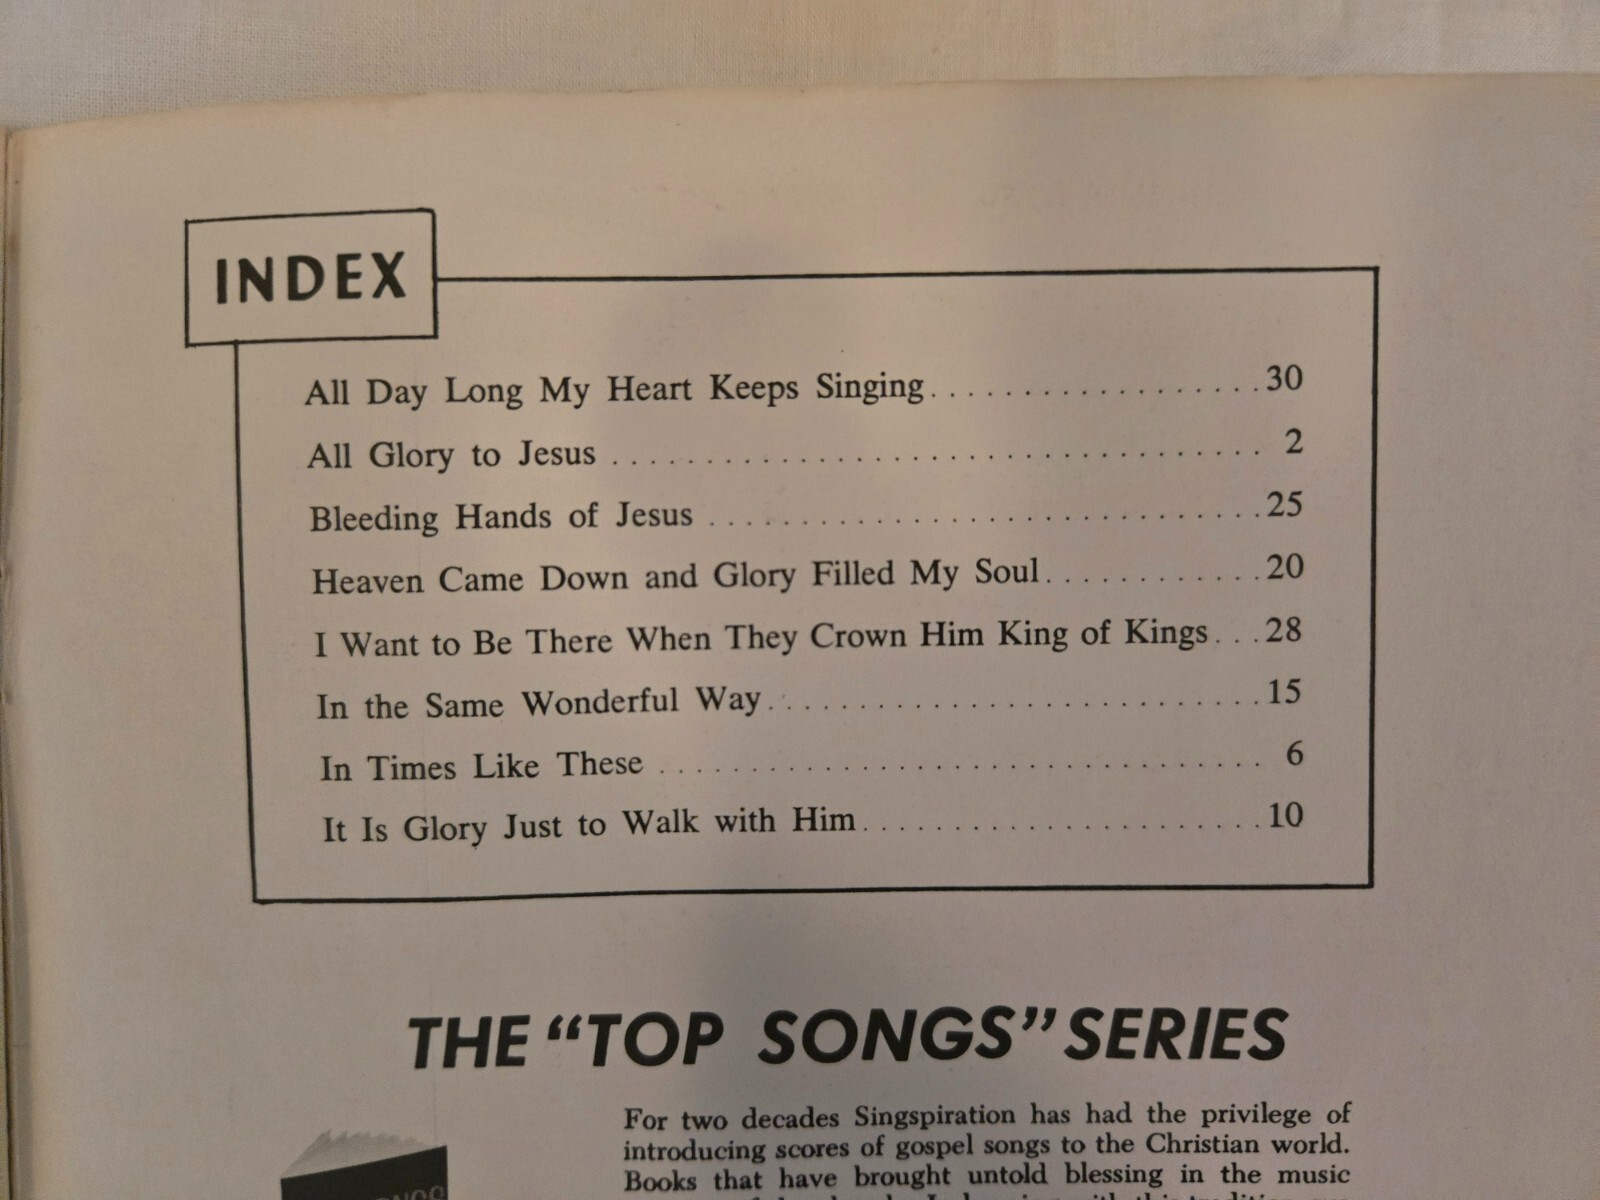 INDEX
All Day Long My Heart Keeps Singing.................. 30
All Glory to Jesus .................................... 2
Bleeding Hands of Jesus .............................. 25
Heaven Came Down and Glory Filled My Soul............ 20
I Want to Be There When They Crown Him King of Kings...28
In the Same Wonderful Way........................... 15
In Times Like These .................................. 6
It Is Glory Just to Walk with Him...................... 10
THE "TOP SONGS" SERIES
For two decades Singspiration has had the privilege of
introducing scores of gospel songs to the Christian world.
Books that have brought untold blessing in the music